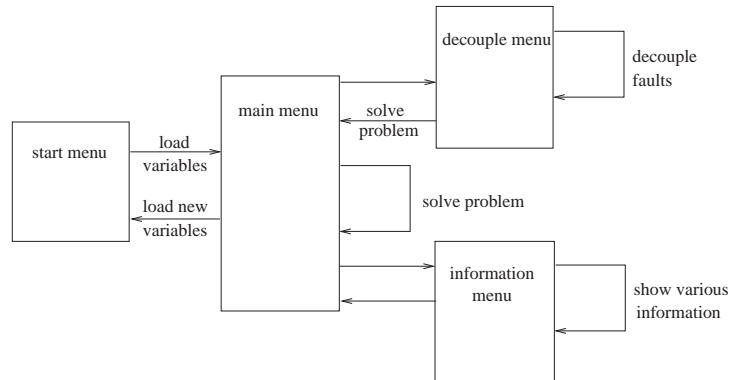 decouple menu
decouple
faults
main menu
solve
problem
start menu
load
variables
load new
variables
solve problem
information
menu
show various
information